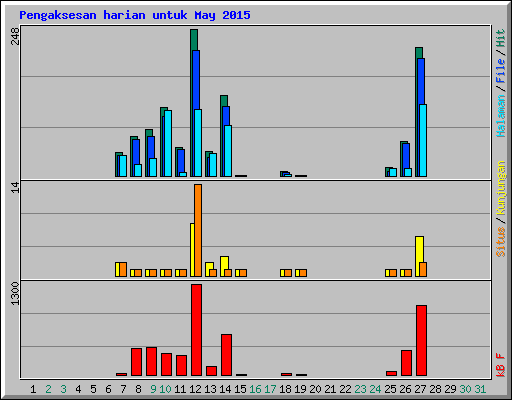 Pengaksesan harian untuk May 2015
248
Halaman / File / Hit
14
Situs / Kunjungan
1300
kB F
1 2 3 4 5 6 7 8 9 10 11 12 13 14 15 16 17 18 19 20 21 22 23 24 25 26 27 28 29 30 31